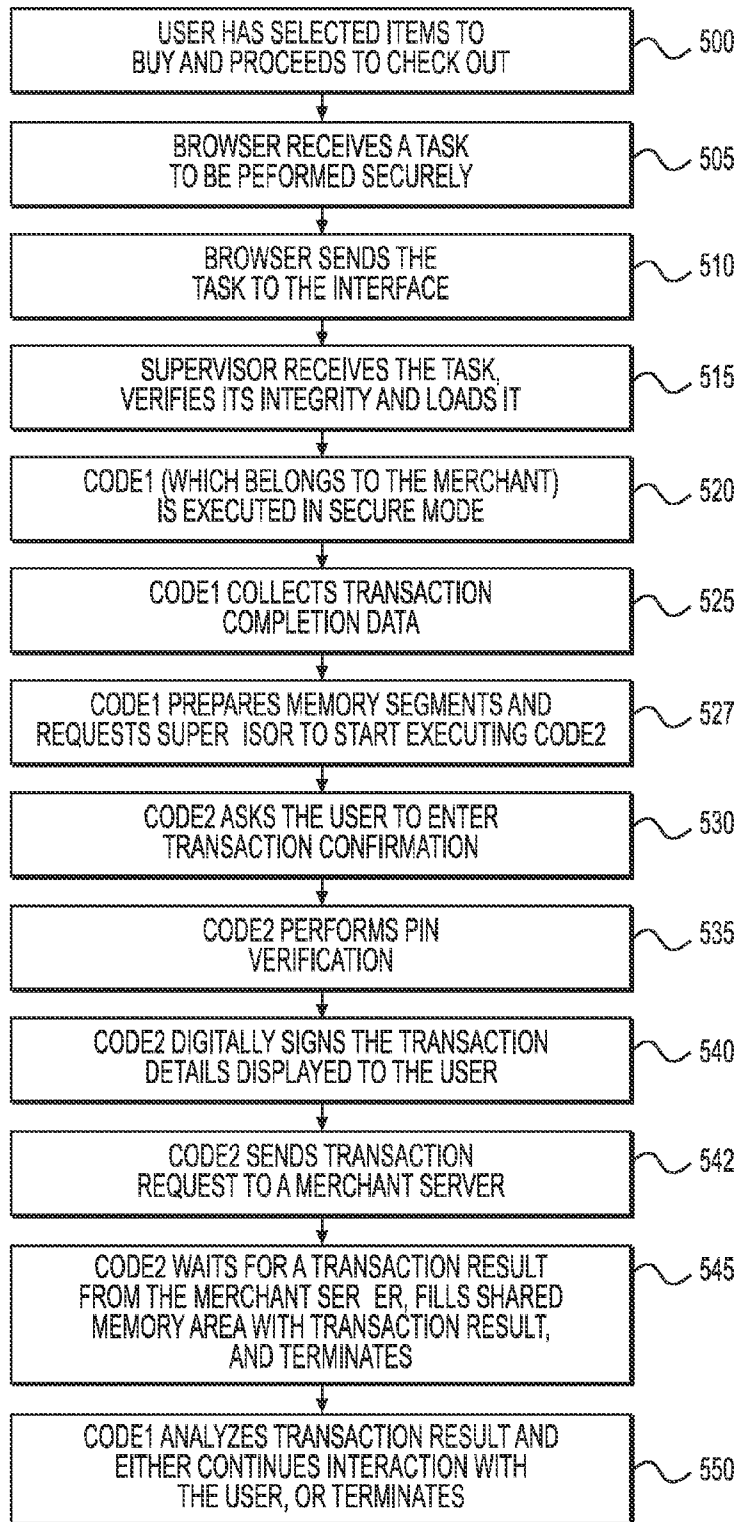 USER HAS SELECTED ITEMS TO
BUY AND PROCEEDS TO CHECK OUT
500
BROWSER RECEIVES A TASK
TO BE PEFORMED SECURELY
505
BROWSER SENDS THE
TASK TO THE INTERFACE
510
SUPERVISOR RECEIVES THE TASK,
VERIFIES ITS INTEGRITY AND LOADS IT
515
CODE1 (WHICH BELONGS TO THE MERCHANT)
IS EXECUTED IN SECURE MODE
520
CODE1 COLLECTS TRANSACTION
COMPLETION DATA
525
CODE1 PREPARES MEMORY SEGMENTS AND
REQUESTS SUPER ISOR TO START EXECUTING CODE2
527
CODE2 ASKS THE USER TO ENTER
TRANSACTION CONFIRMATION
530
CODE2 PERFORMS PIN
VERIFICATION
535
CODE2 DIGITALLY SIGNS THE TRANSACTION
DETAILS DISPLAYED TO THE USER
540
CODE2 SENDS TRANSACTION
REQUEST TO A MERCHANT SERVER
542
CODE2 WAITS FOR A TRANSACTION RESULT
FROM THE MERCHANT SER ER, FILLS SHARED
MEMORY AREA WITH TRANSACTION RESULT,
AND TERMINATES
545
CODE1 ANALYZES TRANSACTION RESULT AND
EITHER CONTINUES INTERACTION WITH
THE USER, OR TERMINATES
550